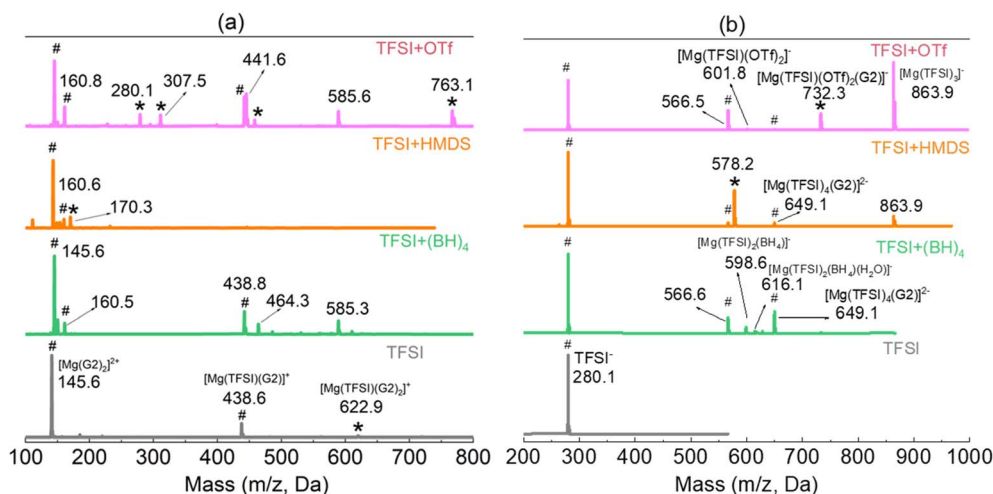 (a)
TFSI+OTf
#
160.8
#
280.1
*
307.5
*
441.6
#
*
585.6
763.1
*
TFSI+HMDS
#
160.6
#
*
170.3
TFSI+(BH)4
#
145.6
#
160.5
438.8
#
464.3
585.3
TFSI
#
[Mg(G2)2]2+
145.6
[Mg(TFSI)(G2)]+
438.6
#
[Mg(TFSI)(G2)2]+
622.9
*
100 200 300 400 500 600 700 800
Mass (m/z, Da)
(b)
TFSI+OTf
#
[Mg(TFSI)(OTf)2]-
601.8
566.5
#
#
[Mg(TFSI)(OTf)2(G2)]-
732.3
*
#
[Mg(TFSI)3]-
863.9
TFSI+HMDS
#
578.2
*
#
[Mg(TFSI)4(G2)]2-
649.1
#
863.9
TFSI+(BH)4
#
[Mg(TFSI)2(BH4)]-
598.6
[Mg(TFSI)2(BH4)(H2O)]-
616.1
566.6
#
#
[Mg(TFSI)4(G2)]2-
649.1
TFSI
#
TFSI-
280.1
200 300 400 500 600 700 800 900 1000
Mass (m/z, Da)